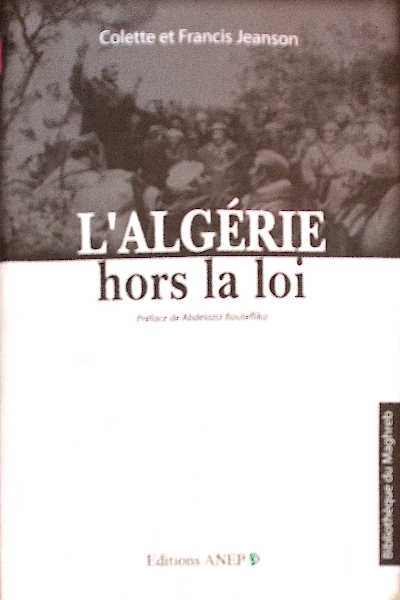 Colette et Francis Jeanson
L'ALGÉRIE
hors la loi
Préface de Abdelaziz Bouteflika
Bibliothèque du Maghreb
Editions ANEP